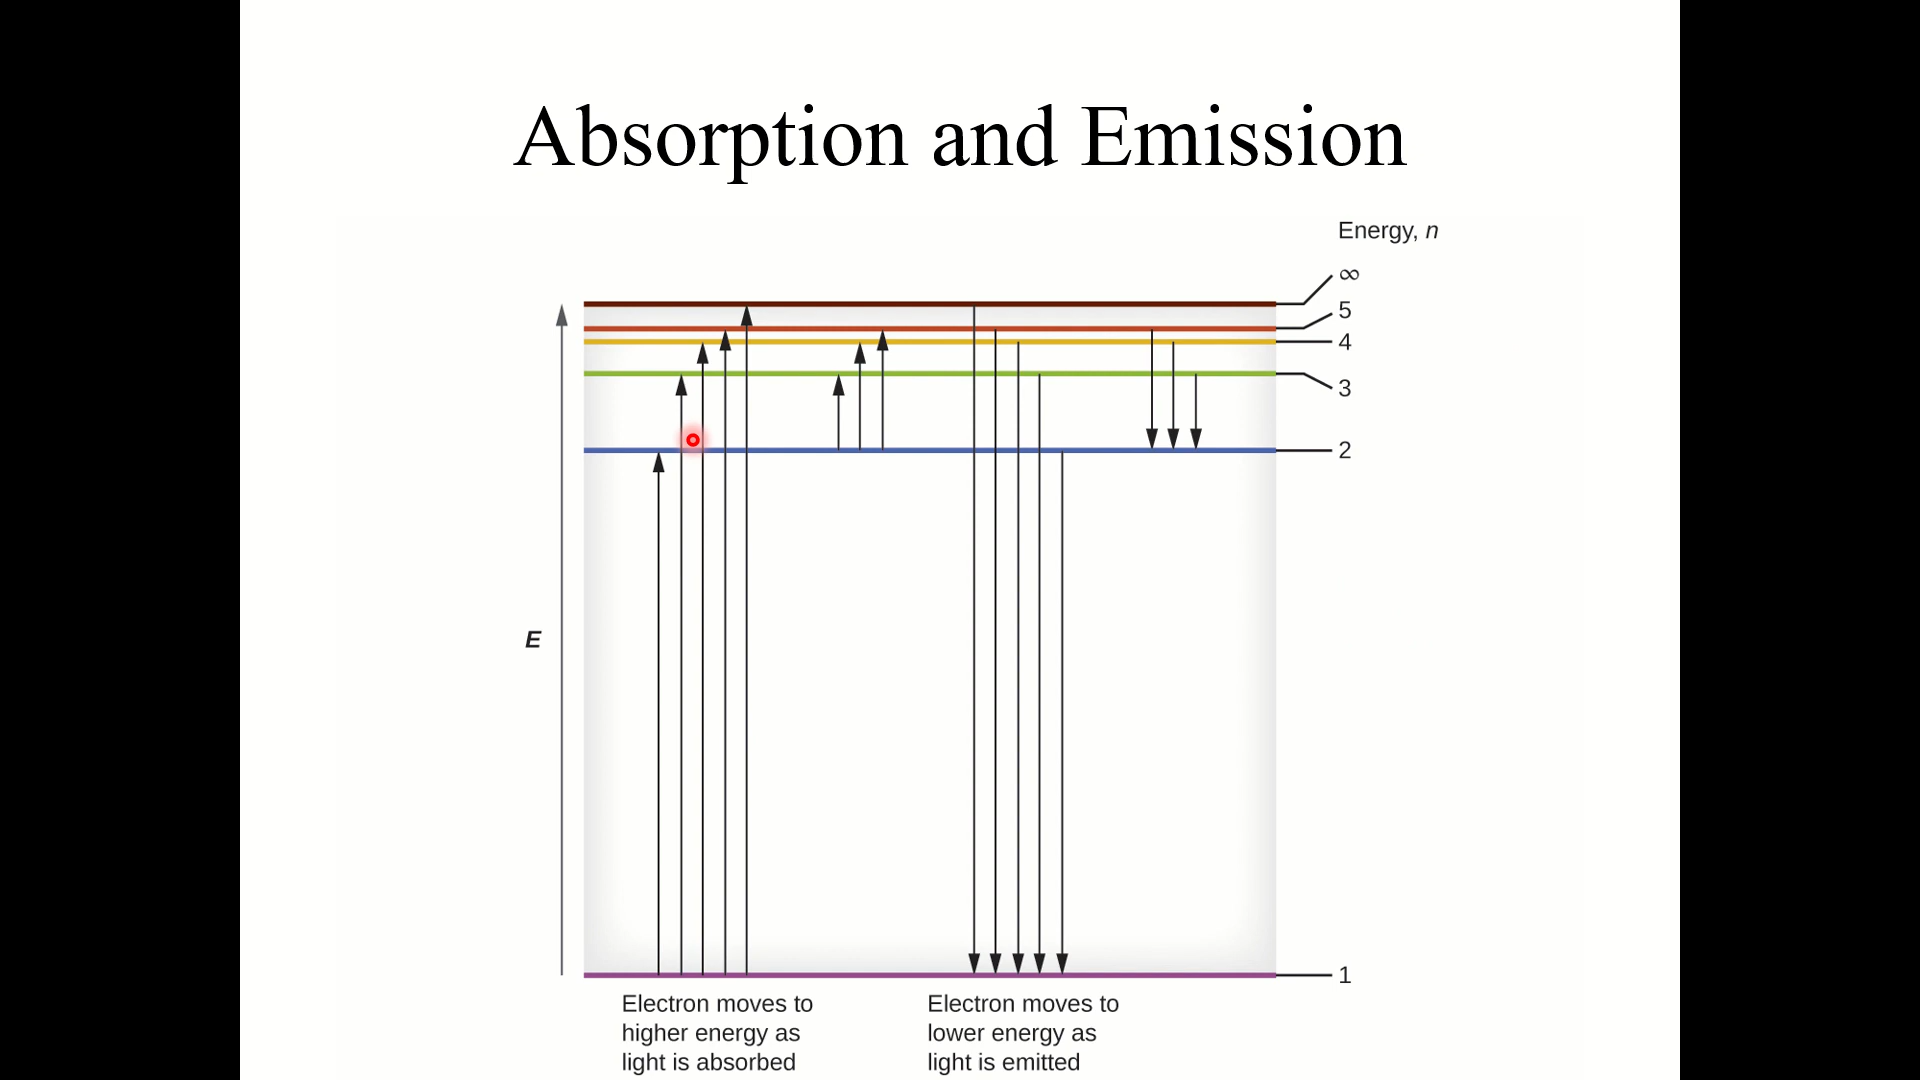 Absorption and Emission
Energy, n
∞
5
4
3
2
E
1
Electron moves to
higher energy as
light is absorbed
Electron moves to
lower energy as
light is emitted